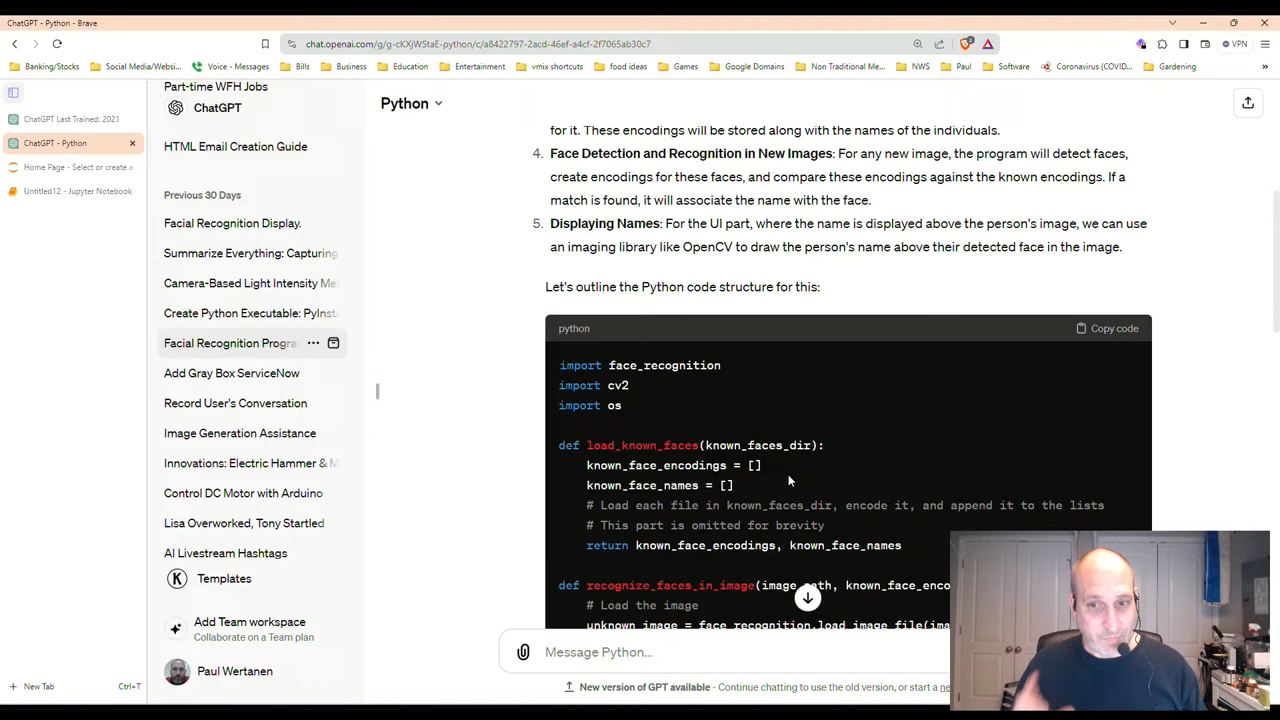 ChatGPT - Python - Brave
chat.openai.com/g/g-cKXjWStaE-python/c/a8422797-2acd-46ef-a4cf-2f7065ab30c7
2
VPN
Banking/Stocks
Social Media/Websi...
Voice - Messages
Bills
Business
Education
Entertainment
vmix shortcuts
food ideas
Games
Google Domains
Non Traditional Me...
NWS
Paul
Software
Coronavirus (COVID...
Gardening
ChatGPT Last Trained: 2021
ChatGPT - Python
Home Page - Select or create a
Untitled12 - Jupyter Notebook
New Tab
Ctrl+T
Part-time WFH Jobs
ChatGPT
HTML Email Creation Guide
Previous 30 Days
Facial Recognition Display.
Summarize Everything: Capturing
Camera-Based Light Intensity Me
Create Python Executable: PyInsta
Facial Recognition Progra
Add Gray Box ServiceNow
Record User's Conversation
Image Generation Assistance
Innovations: Electric Hammer & M
Control DC Motor with Arduino
Lisa Overworked, Tony Startled
AI Livestream Hashtags
Templates
Add Team workspace
Collaborate on a Team plan
Paul Wertanen
Python
for it. These encodings will be stored along with the names of the individuals.
4. Face Detection and Recognition in New Images: For any new image, the program will detect faces,
create encodings for these faces, and compare these encodings against the known encodings. If a
match is found, it will associate the name with the face.
5. Displaying Names: For the UI part, where the name is displayed above the person's image, we can use
an imaging library like OpenCV to draw the person's name above their detected face in the image.
Let's outline the Python code structure for this:
python
Copy code
import face_recognition
import cv2
import os
def load_known_faces(known_faces_dir):
known_face_encodings = []
known_face_names = []
# Load each file in known_faces_dir, encode it, and append it to the lists
# This part is omitted for brevity
return known_face_encodings, known_face_names
def recognize_faces_in_image(image_path, known_face_enco
# Load the image
unknown_image = face_recognition.load_image_file(ima
Message Python...
New version of GPT available - Continue chatting to use the old version, or start a ne